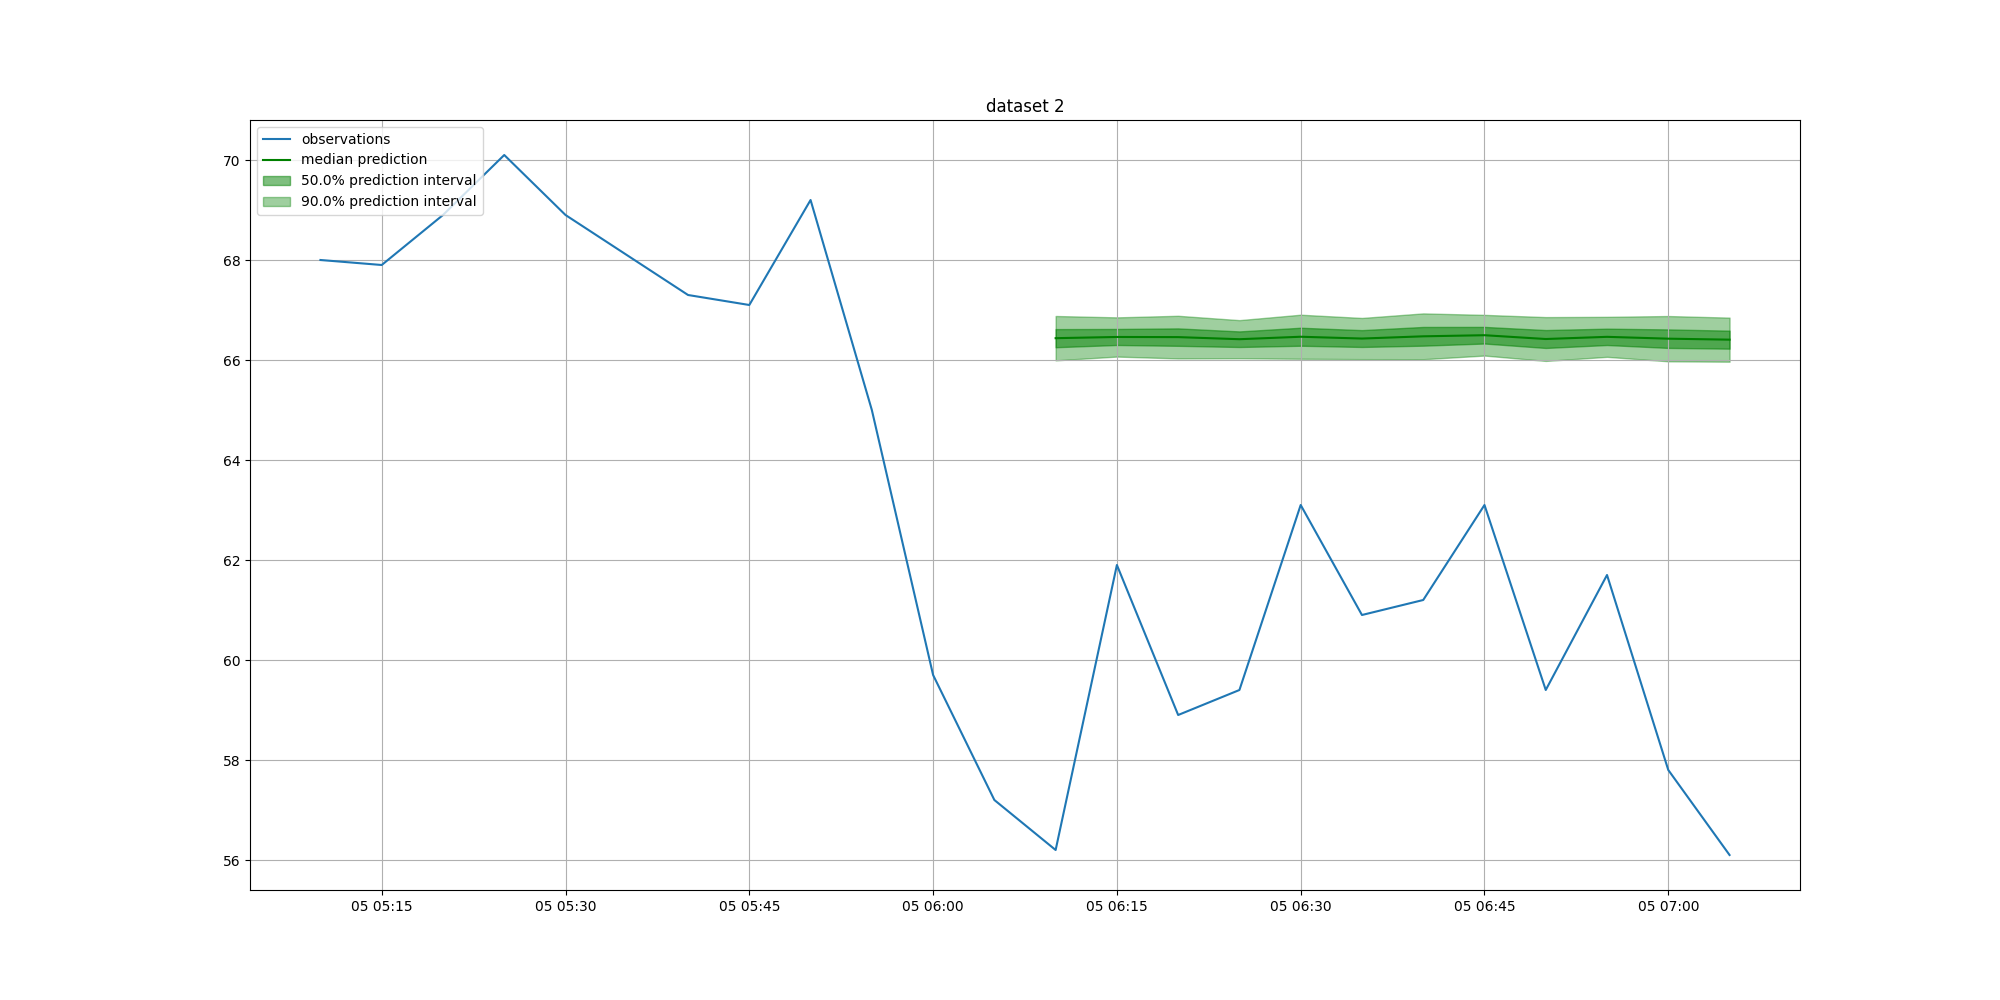 dataset 2
observations
median prediction
50.0% prediction interval
90.0% prediction interval
70
68
66
64
62
60
58
56
05 05:15 05 05:30 05 05:45 05 06:00 05 06:15 05 06:30 05 06:45 05 07:00